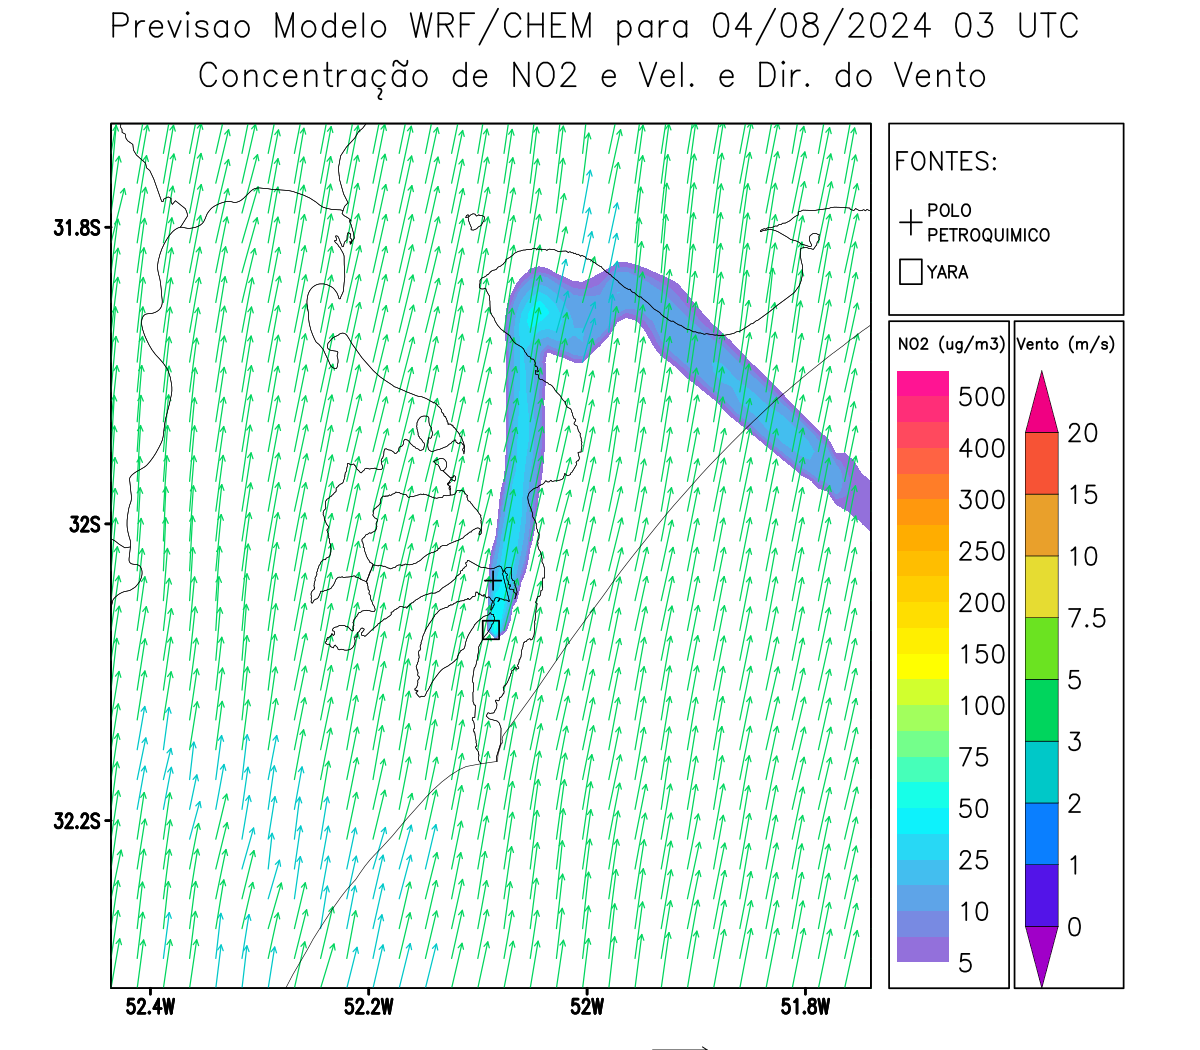 Previsao Modelo WRF/CHEM para 04/08/2024 03 UTC
Concentração de NO2 e Vel. e Dir. do Vento
FONTES:
POLO
PETROQUIMICO
YARA
31.8S
32S
32.2S
52.4W
52.2W
52W
51.8W
NO2 (ug/m3)
500
400
300
250
200
150
100
75
50
25
10
5
Vento (m/s)
20
15
10
7.5
5
3
2
1
0